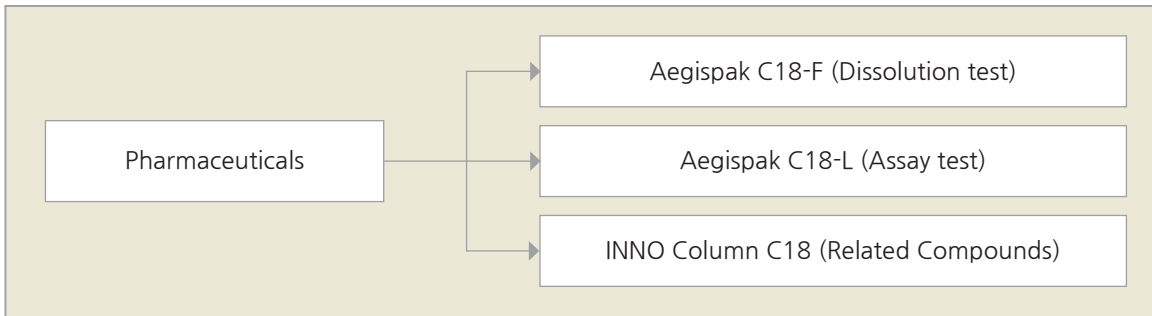 Pharmaceuticals
Aegispak C18-F (Dissolution test)
Aegispak C18-L (Assay test)
INNO Column C18 (Related Compounds)